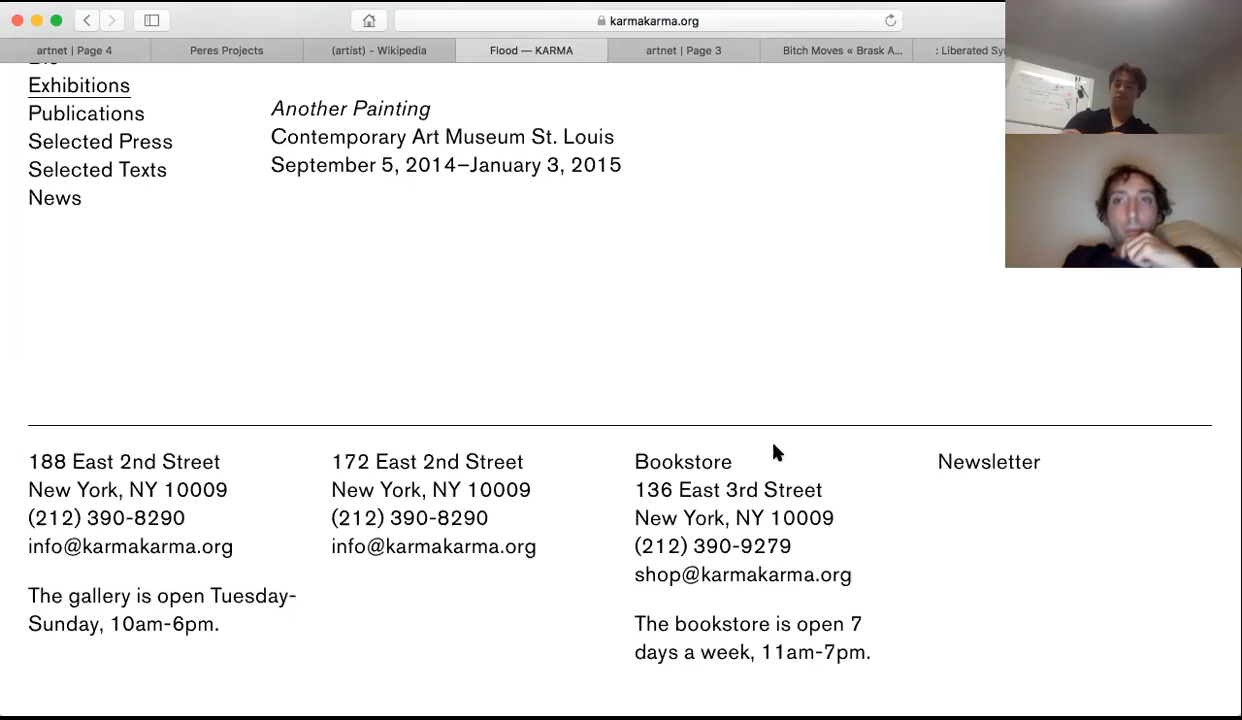 karmakarma.org
artnet | Page 4
Peres Projects
(artist) - Wikipedia
Flood — KARMA
artnet | Page 3
Bitch Moves « Brask A...
: Liberated
Exhibitions
Publications
Selected Press
Selected Texts
News
Another Painting
Contemporary Art Museum St. Louis
September 5, 2014–January 3, 2015
188 East 2nd Street
New York, NY 10009
(212) 390-8290
info@karmakarma.org
The gallery is open Tuesday-
Sunday, 10am-6pm.
172 East 2nd Street
New York, NY 10009
(212) 390-8290
info@karmakarma.org
Bookstore
136 East 3rd Street
New York, NY 10009
(212) 390-9279
shop@karmakarma.org
The bookstore is open 7
days a week, 11am-7pm.
Newsletter